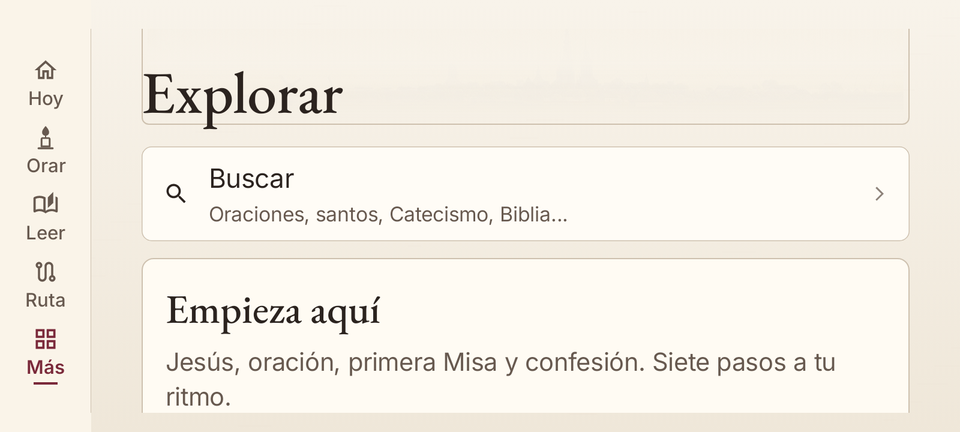 Hoy
Orar
Leer
Ruta
Más
Explorar
Buscar
Oraciones, santos, Catecismo, Biblia...
Empieza aquí
Jesús, oración, primera Misa y confesión. Siete pasos a tu
ritmo.